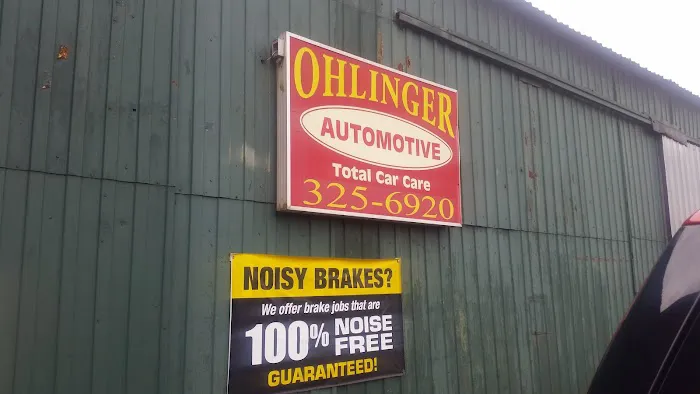 OHLINGER
AUTOMOTIVE
Total Car Care
325-6920
NOISY BRAKES?
We offer brake jobs that are
100% NOISE
FREE
GUARANTEED!